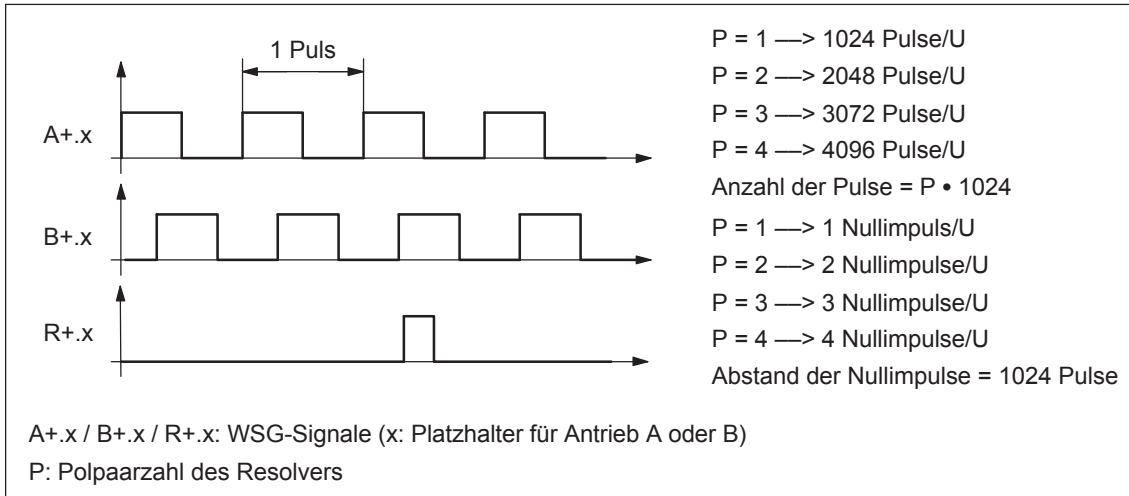 1 Puls
A+.x
B+.x
R+.x
P = 1 —> 1024 Pulse/U
P = 2 —> 2048 Pulse/U
P = 3 —> 3072 Pulse/U
P = 4 —> 4096 Pulse/U
Anzahl der Pulse = P • 1024
P = 1 —> 1 Nullimpuls/U
P = 2 —> 2 Nullimpulse/U
P = 3 —> 3 Nullimpulse/U
P = 4 —> 4 Nullimpulse/U
Abstand der Nullimpulse = 1024 Pulse
A+.x / B+.x / R+.x: WSG-Signale (x: Platzhalter für Antrieb A oder B)
P: Polpaarzahl des Resolvers